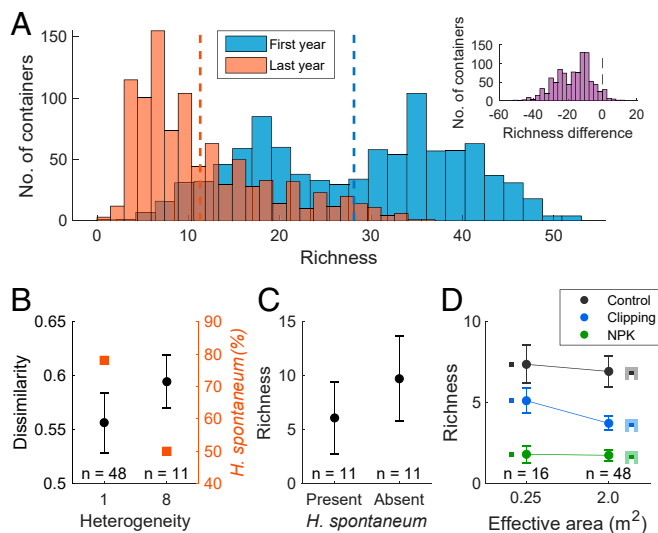 A
No. of containers
150
100
50
0
0
10
20
30
40
50
Richness
First year
Last year
No. of containers
150
100
50
0
-60
-40
-20
0
20
Richness difference
B
Dissimilarity
0.65
0.6
0.55
0.5
90
80
70
60
50
40
H. spontaneum (%)
n = 48
n = 11
1
8
Heterogeneity
C
Richness
15
10
5
0
n = 11
n = 11
Present
Absent
H. spontaneum
D
Control
Clipping
NPK
Richness
10
5
0
n = 16
n = 48
0.25
2.0
Effective area (m²)